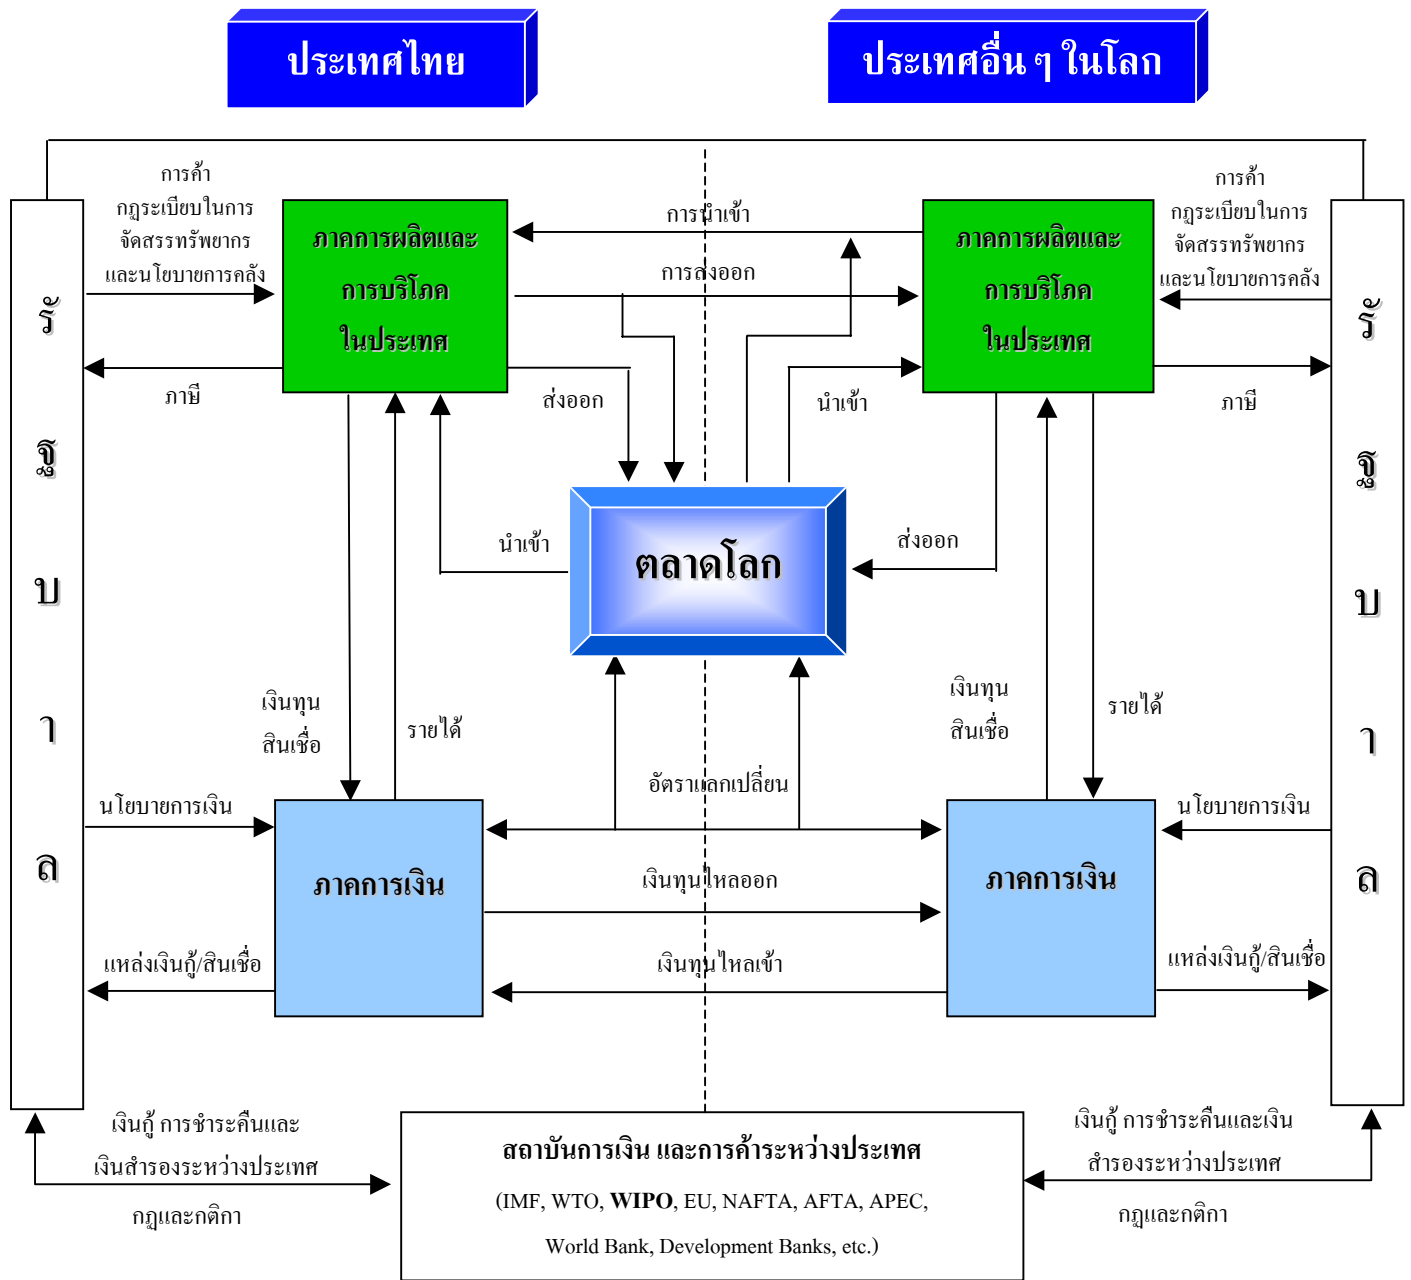 ประเทศไทย
ประเทศอื่น ๆ ในโลก
การค้า
กฎระเบียบในการ
จัดสรรทรัพยากร
และนโยบายการคลัง
ภาคการผลิตและ
การบริโภค
ในประเทศ
การนำเข้า
การส่งออก
ภาคการผลิตและ
การบริโภค
ในประเทศ
การค้า
กฎระเบียบในการ
จัดสรรทรัพยากร
และนโยบายการคลัง
รัฐบาล
รัฐบาล
ภาษี
ส่งออก
นำเข้า
ภาษี
นำเข้า
ตลาดโลก
ส่งออก
เงินทุน
สินเชื่อ
รายได้
เงินทุน
สินเชื่อ
รายได้
อัตราแลกเปลี่ยน
นโยบายการเงิน
นโยบายการเงิน
ภาคการเงิน
เงินทุนไหลออก
ภาคการเงิน
แหล่งเงินกู้/สินเชื่อ
เงินทุนไหลเข้า
แหล่งเงินกู้/สินเชื่อ
เงินกู้ การชำระคืนและ
เงินสำรองระหว่างประเทศ
กฎและกติกา
สถาบันการเงิน และการค้าระหว่างประเทศ
(IMF, WTO, WIPO, EU, NAFTA, AFTA, APEC,
World Bank, Development Banks, etc.)
เงินกู้ การชำระคืนและเงิน
สำรองระหว่างประเทศ
กฎและกติกา